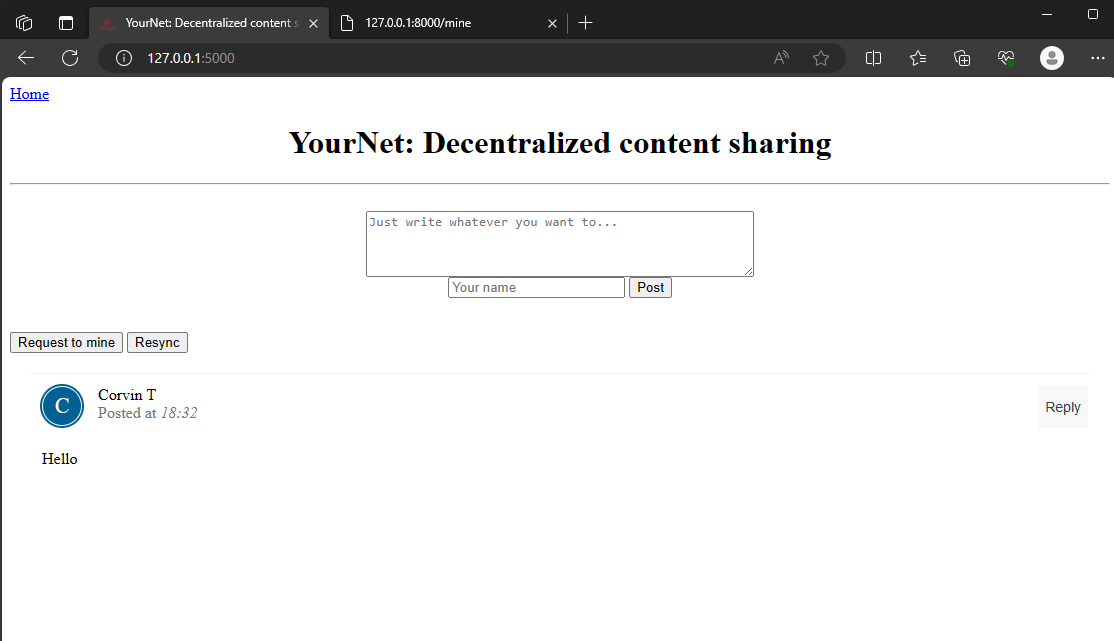 YourNet: Decentralized content s
127.0.0.1:8000/mine
127.0.0.1:5000
Home
YourNet: Decentralized content sharing
Just write whatever you want to...
Your name Post
Request to mine Resync
C
Corvin T
Posted at 18:32
Reply
Hello